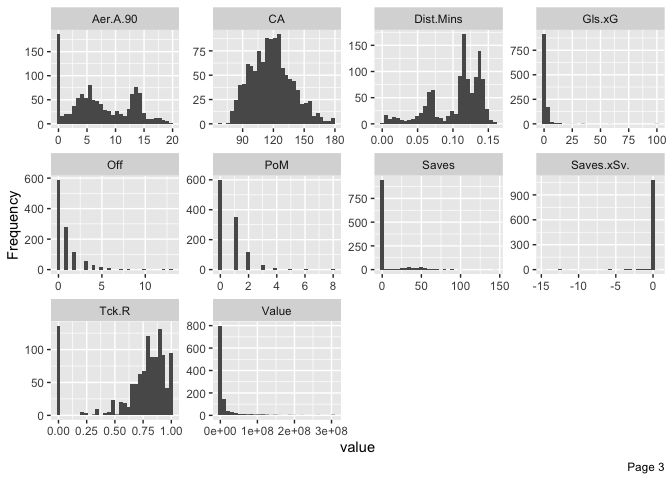 Aer.A.90 CA Dist.Mins Gls.xG
150
100
50
0
0 5 10 15 20
75
50
25
0
90 120 150 180
150
100
50
0
0.00 0.05 0.10 0.15
750
500
250
0
0 25 50 75 100
Off PoM Saves Saves.xSv.
600
400
200
0
0 5 10
600
400
200
0
0 2 4 6 8
750
500
250
0
0 50 100 150
900
600
300
0
-15 -10 -5 0
Frequency
Tck.R Value
100
50
0
0.00 0.25 0.50 0.75 1.00
800
600
400
200
0
0e+00 1e+08 2e+08 3e+08
value
Page 3